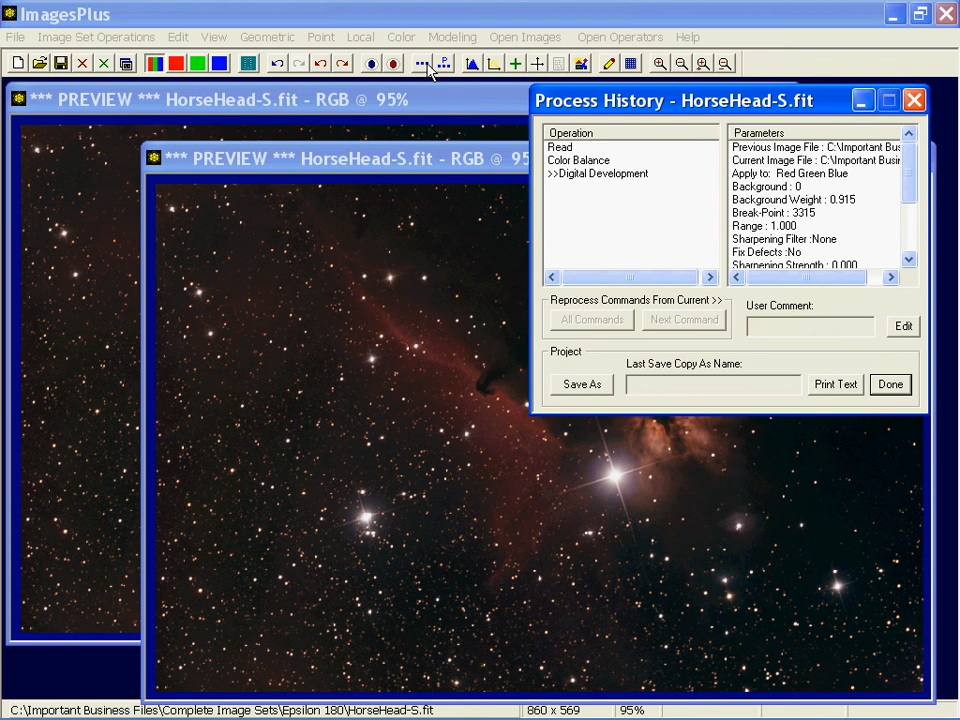 ImagesPlus
File Image Set Operations Edit View Geometric Point Local Color Modeling Open Images Open Operators Help
*** PREVIEW *** HorseHead-S.fit - RGB @ 95%
*** PREVIEW *** HorseHead-S.fit - RGB @ 95
Process History - HorseHead-S.fit
Operation
Read
Color Balance
>>Digital Development
Parameters
Previous Image File : C:\Important Bus
Current Image File : C:\Important Busin
Apply to: Red Green Blue
Background : 0
Background Weight : 0.915
Break-Point : 3315
Range : 1.000
Sharpening Filter :None
Fix Defects :No
Sharpening Strength : 0.000
Reprocess Commands From Current >>
All Commands Next Command
User Comment:
Edit
Project
Last Save Copy As Name:
Save As Print Text Done
C:\Important Business Files\Complete Image Sets\Epsilon 180\HorseHead-S.fit 860 x 569 95%